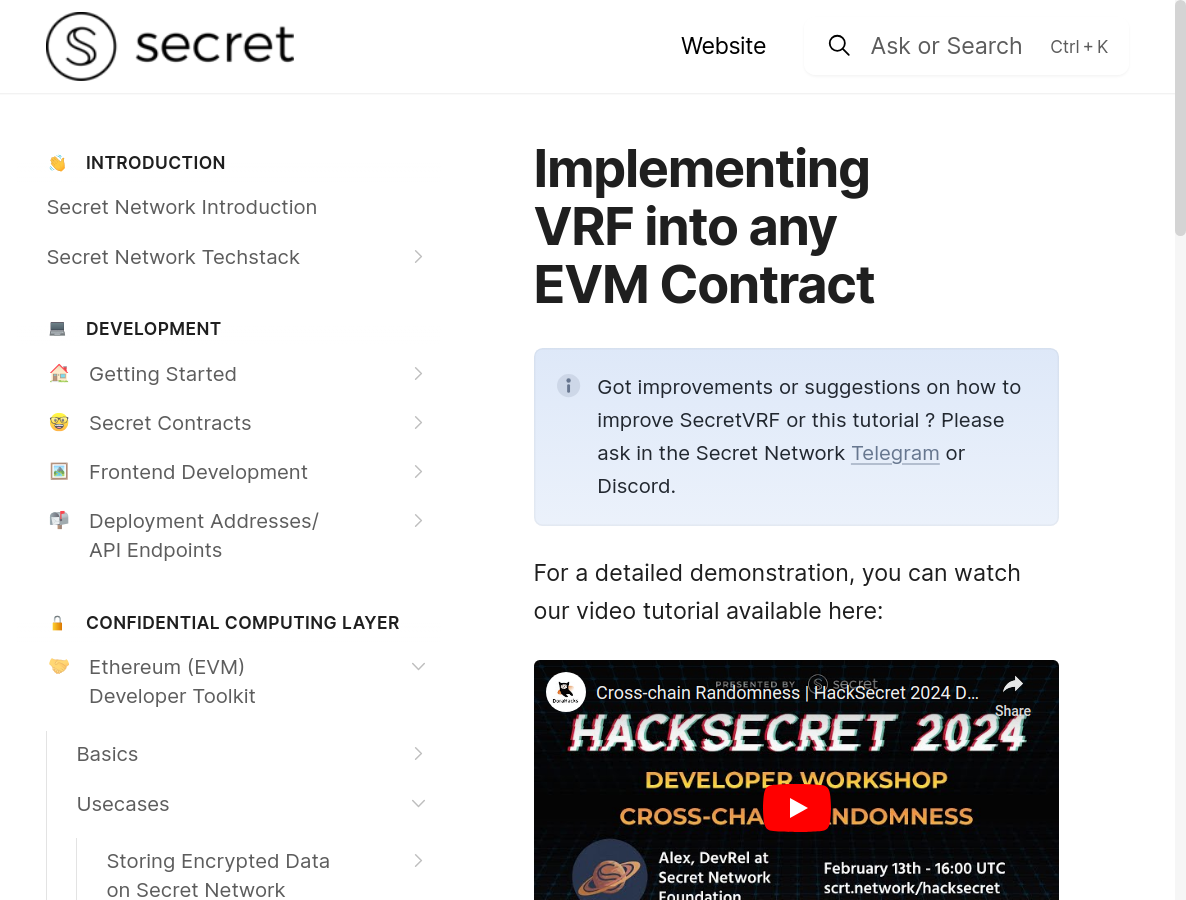 secret
Website
Ask or Search
Ctrl + K
INTRODUCTION
Secret Network Introduction
Secret Network Techstack
DEVELOPMENT
Getting Started
Secret Contracts
Frontend Development
Deployment Addresses/
API Endpoints
CONFIDENTIAL COMPUTING LAYER
Ethereum (EVM)
Developer Toolkit
Basics
Usecases
Storing Encrypted Data
on Secret Network
Implementing
VRF into any
EVM Contract
Got improvements or suggestions on how to
improve SecretVRF or this tutorial ? Please
ask in the Secret Network Telegram or
Discord.
For a detailed demonstration, you can watch
our video tutorial available here:
PRESENTED BY secret
DoraHacks
Cross-chain Randomness | HackSecret 2024 D...
Share
HACKSECRET 2024
DEVELOPER WORKSHOP
CROSS-CHA NDOMNESS
Alex, DevRel at
Secret Network
Foundation
February 13th - 16:00 UTC
scrt.network/hacksecret